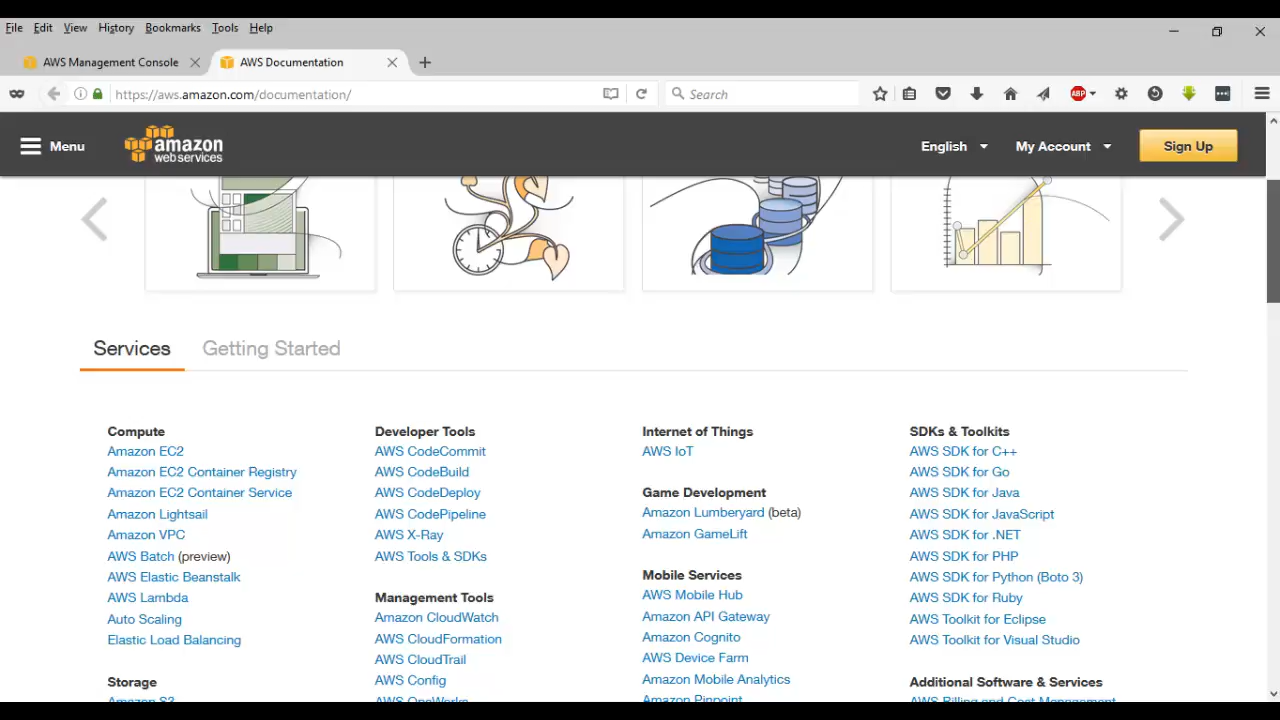 File Edit View History Bookmarks Tools Help
AWS Management Console
AWS Documentation
https://aws.amazon.com/documentation/
Search
ABP
Menu
amazon
web services
English
My Account
Sign Up
Services
Getting Started
Compute
Amazon EC2
Amazon EC2 Container Registry
Amazon EC2 Container Service
Amazon Lightsail
Amazon VPC
AWS Batch (preview)
AWS Elastic Beanstalk
AWS Lambda
Auto Scaling
Elastic Load Balancing
Storage
Amazon S3
Developer Tools
AWS CodeCommit
AWS CodeBuild
AWS CodeDeploy
AWS CodePipeline
AWS X-Ray
AWS Tools & SDKs
Management Tools
Amazon CloudWatch
AWS CloudFormation
AWS CloudTrail
AWS Config
AWS OpsWorks
Internet of Things
AWS IoT
Game Development
Amazon Lumberyard (beta)
Amazon GameLift
Mobile Services
AWS Mobile Hub
Amazon API Gateway
Amazon Cognito
AWS Device Farm
Amazon Mobile Analytics
Amazon Pinpoint
SDKs & Toolkits
AWS SDK for C++
AWS SDK for Go
AWS SDK for Java
AWS SDK for JavaScript
AWS SDK for .NET
AWS SDK for PHP
AWS SDK for Python (Boto 3)
AWS SDK for Ruby
AWS Toolkit for Eclipse
AWS Toolkit for Visual Studio
Additional Software & Services
AWS Billing and Cost Management